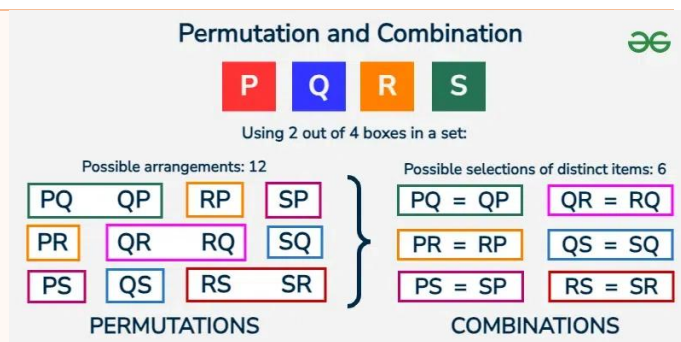 Permutation and Combination
P Q R S
Using 2 out of 4 boxes in a set:
Possible arrangements: 12
PQ QP RP SP
PR QR RQ SQ
PS QS RS SR
PERMUTATIONS
Possible selections of distinct items: 6
PQ = QP QR = RQ
PR = RP QS = SQ
PS = SP RS = SR
COMBINATIONS